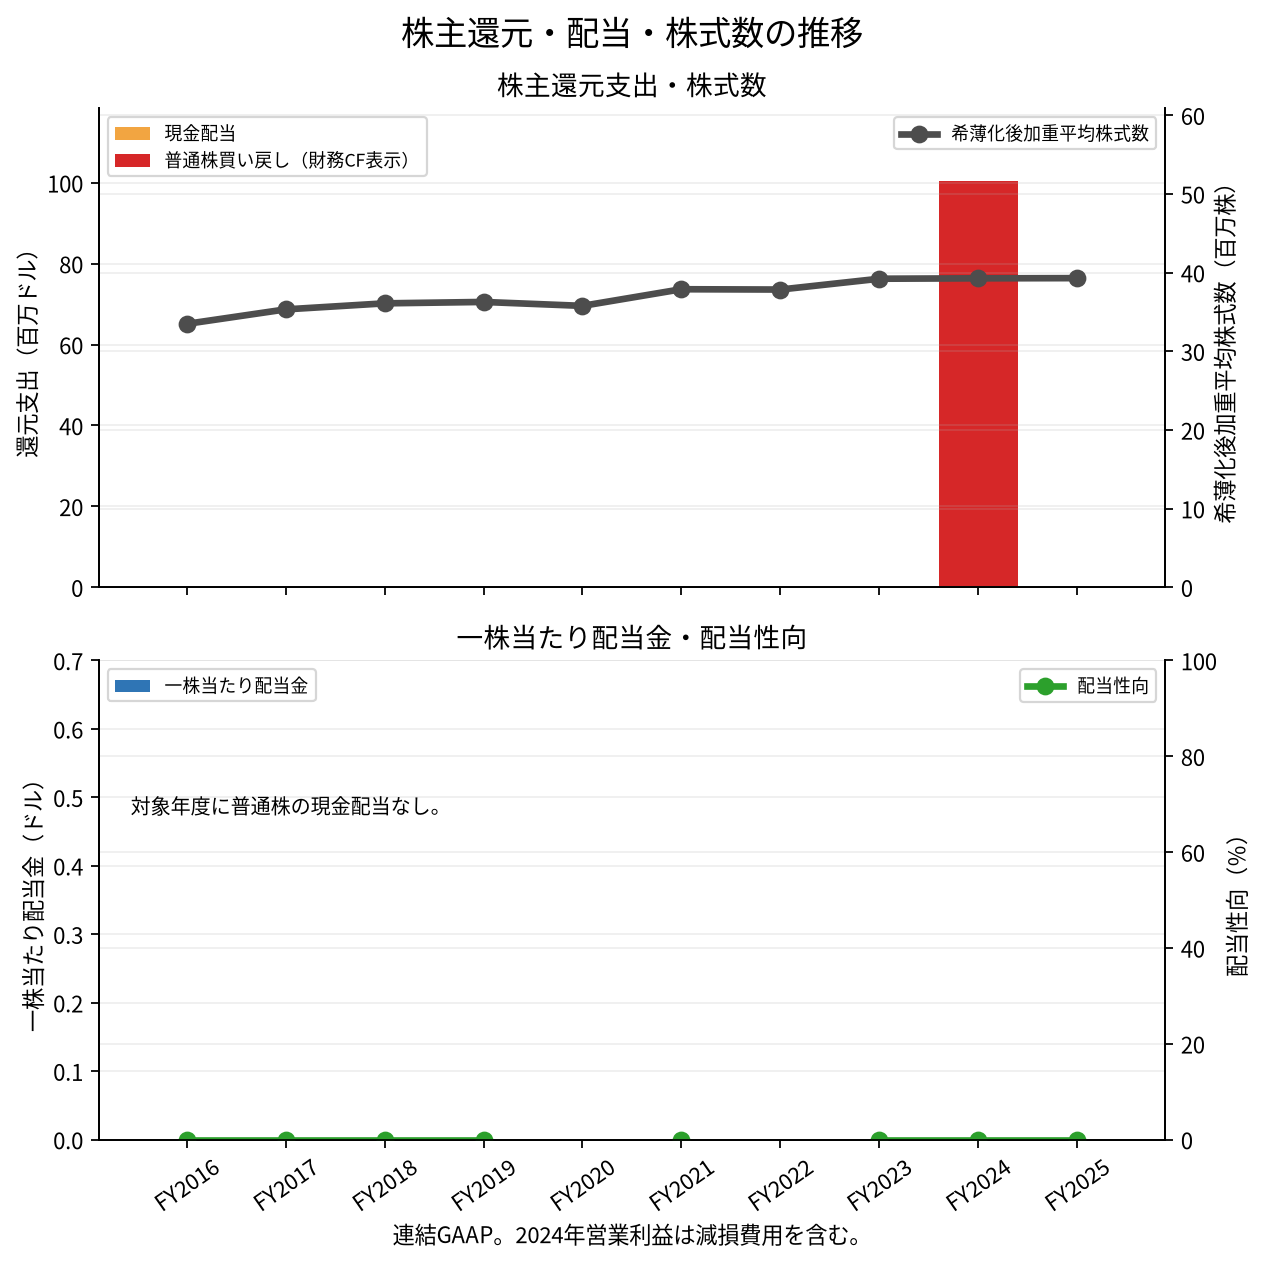 株主還元・配当・株式数の推移
株主還元支出・株式数
現金配当
普通株買い戻し（財務CF表示）
希薄化後加重平均株式数
還元支出（百万ドル）
100
80
60
40
20
0
希薄化後加重平均株式数（百万株）
60
50
40
30
20
10
0
一株当たり配当金・配当性向
一株当たり配当金
配当性向
対象年度に普通株の現金配当なし。
一株当たり配当金（ドル）
0.7
0.6
0.5
0.4
0.3
0.2
0.1
0.0
配当性向（%）
100
80
60
40
20
0
FY2016
FY2017
FY2018
FY2019
FY2020
FY2021
FY2022
FY2023
FY2024
FY2025
連結GAAP。2024年営業利益は減損費用を含む。